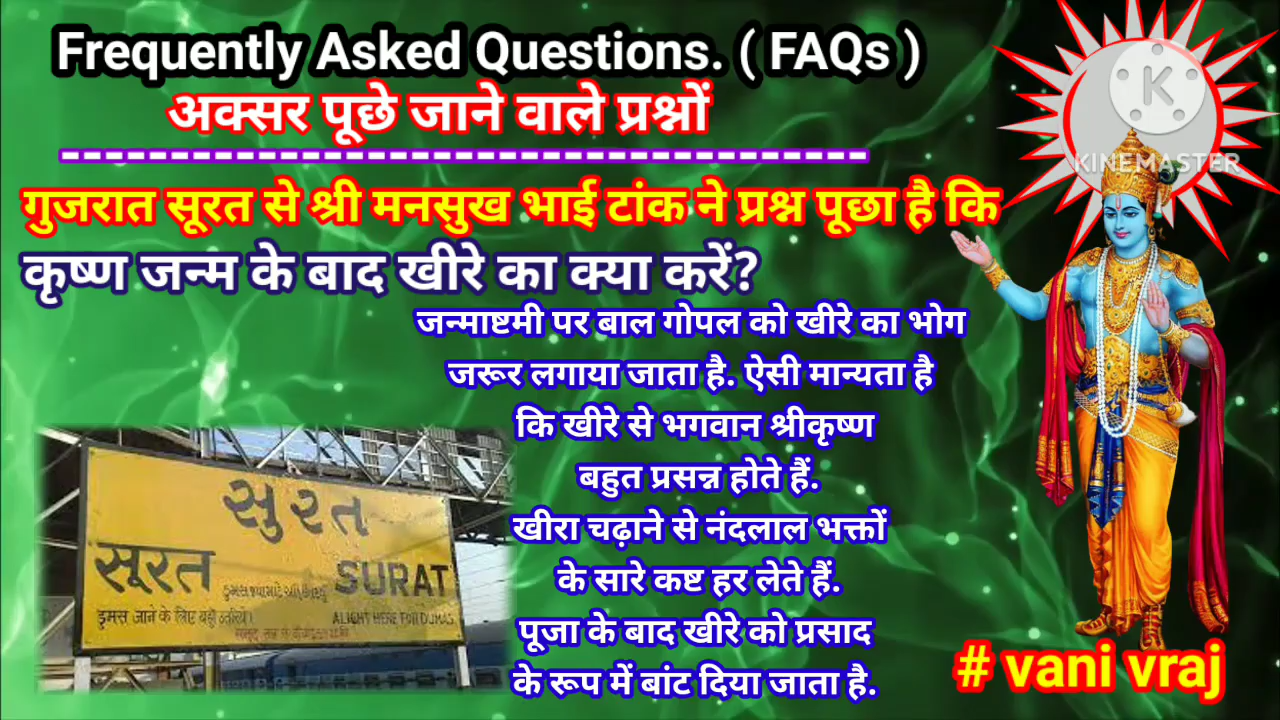 Frequently Asked Questions. ( FAQs )
अक्सर पूछे जाने वाले प्रश्नों
K
KINEMASTER
गुजरात सूरत से श्री मनसुख भाई टांक ने प्रश्न पूछा है कि
कृष्ण जन्म के बाद खीरे का क्या करें?
जन्माष्टमी पर बाल गोपल को खीरे का भोग
जरूर लगाया जाता है. ऐसी मान्यता है
कि खीरे से भगवान श्रीकृष्ण
बहुत प्रसन्न होते हैं.
खीरा चढ़ाने से नंदलाल भक्तों
के सारे कष्ट हर लेते हैं.
पूजा के बाद खीरे को प्रसाद
के रूप में बांट दिया जाता है.
સુરત
सूरत
SURAT
डुमस जाने के लिए यहाँ उतरिये।
ALIGHT HERE FOR DUMAS
# vani vraj